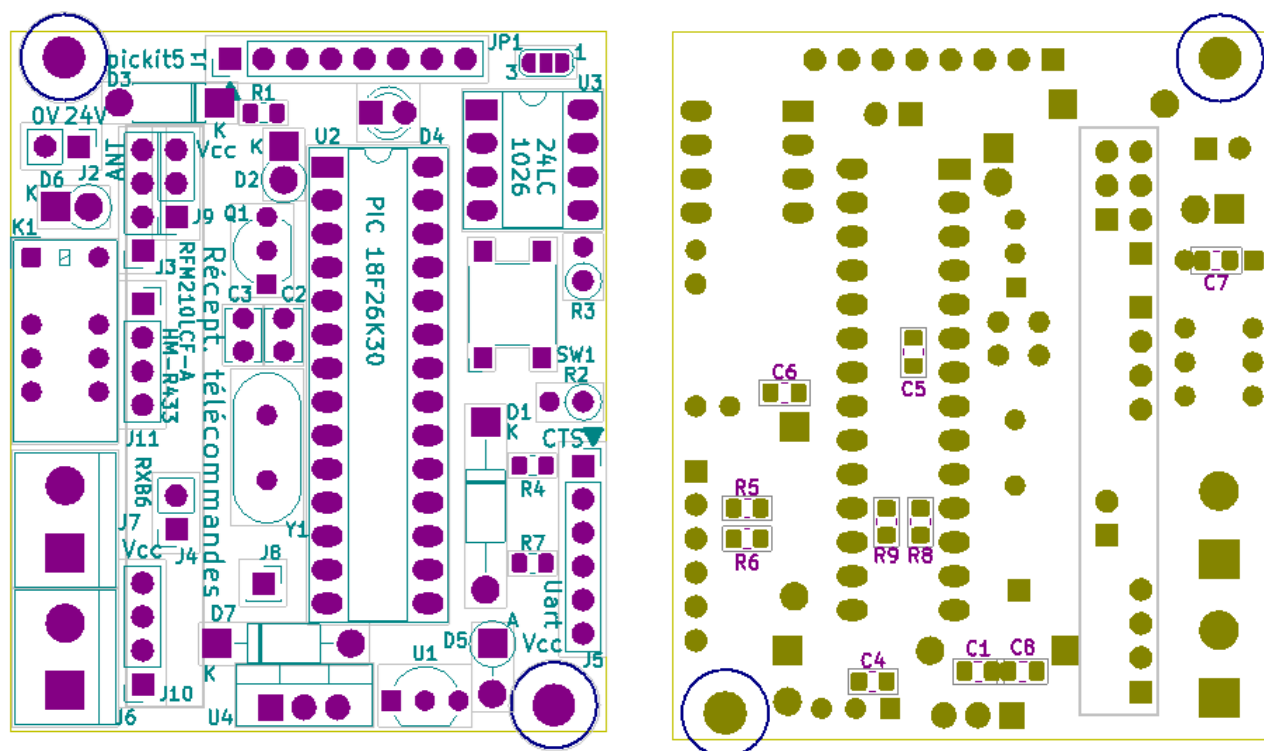 pickit5
JP1
1
3
D3
R1
U3
0V 24V
K
U2
D4
24LC
1026
ANT
Vcc
K
D6
J2
D2
K
K1
J9
Q1
PIC 18F26K30
J3
RFM210LCF-A
HM-R433
Récept. télécommandes
C3
C2
R3
SW1
R2
D1
K
CTS
J11
RXB6
R4
J7
Vcc
J4
Y1
J8
R7
Uart
D7
A
D5
Vcc
K
U1
J5
J10
J6
U4
C7
C6
C5
R5
R6
R9
R8
C1
C8
C4